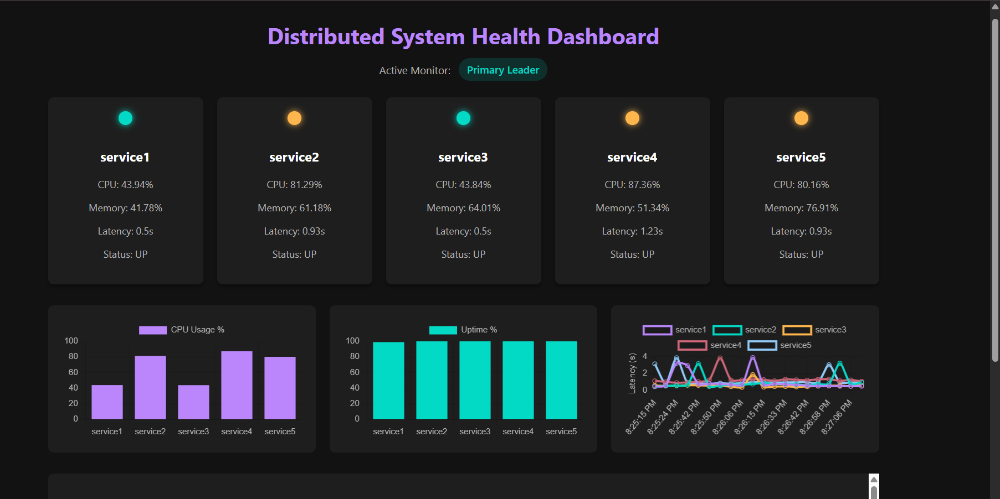 Distributed System Health Dashboard
Active Monitor: Primary Leader
service1
CPU: 43.94%
Memory: 41.78%
Latency: 0.5s
Status: UP
service2
CPU: 81.29%
Memory: 61.18%
Latency: 0.93s
Status: UP
service3
CPU: 43.84%
Memory: 64.01%
Latency: 0.5s
Status: UP
service4
CPU: 87.36%
Memory: 51.34%
Latency: 1.23s
Status: UP
service5
CPU: 80.16%
Memory: 76.91%
Latency: 0.93s
Status: UP
CPU Usage %
100
80
60
40
20
0
service1 service2 service3 service4 service5
Uptime %
100
80
60
40
20
0
service1 service2 service3 service4 service5
service1 service2 service3
service4 service5
Latency (s)
4
2
0
8:25:15 PM
8:25:24 PM
8:25:42 PM
8:25:50 PM
8:26:06 PM
8:26:15 PM
8:26:33 PM
8:26:42 PM
8:26:58 PM
8:27:06 PM